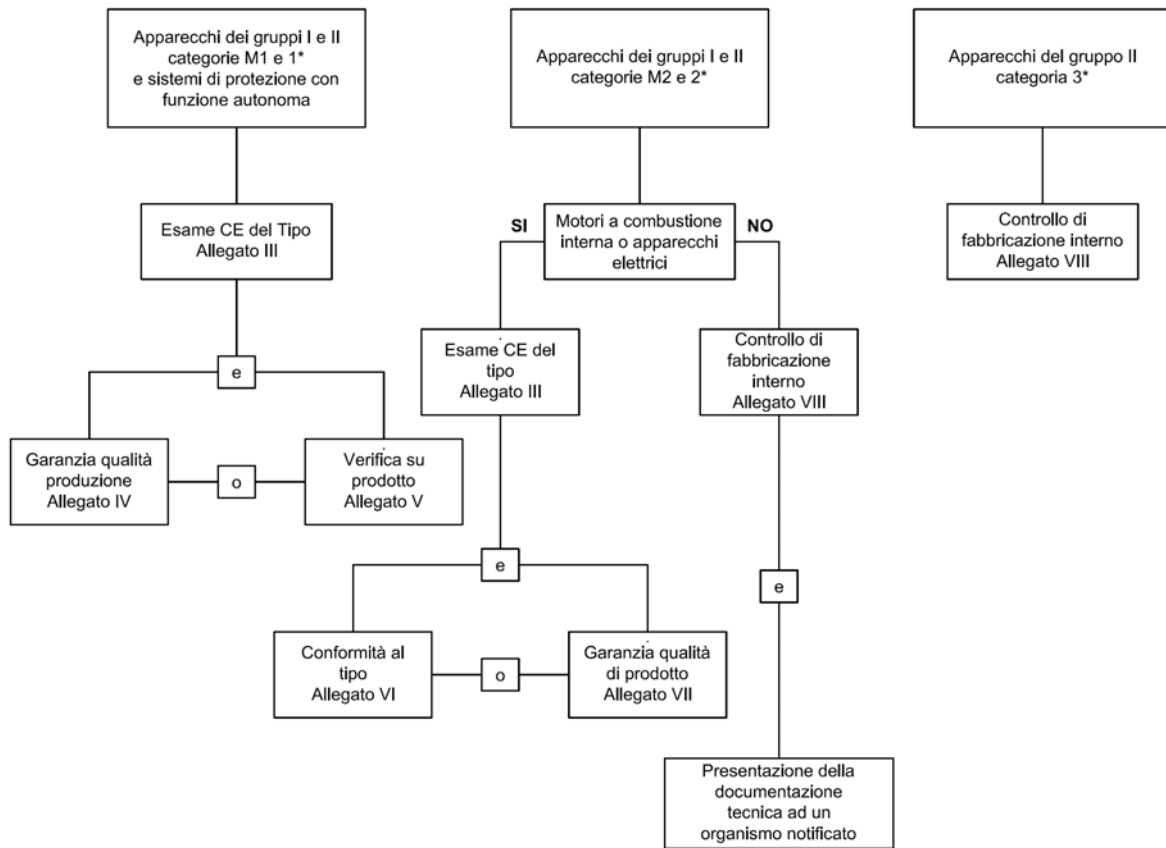 Apparecchi dei gruppi I e II
categorie M1 e 1*
e sistemi di protezione con
funzione autonoma
Apparecchi dei gruppi I e II
categorie M2 e 2*
Apparecchi del gruppo II
categoria 3*
Esame CE del Tipo
Allegato III
SI
Motori a combustione
interna o apparecchi
elettrici
NO
Controllo di
fabbricazione interno
Allegato VIII
Esame CE del
tipo
Allegato III
Controllo di
fabbricazione
interno
Allegato VIII
e
Garanzia qualità
produzione
Allegato IV
o
Verifica su
prodotto
Allegato V
e
e
Conformità al
tipo
Allegato VI
o
Garanzia qualità
di prodotto
Allegato VII
Presentazione della
documentazione
tecnica ad un
organismo notificato